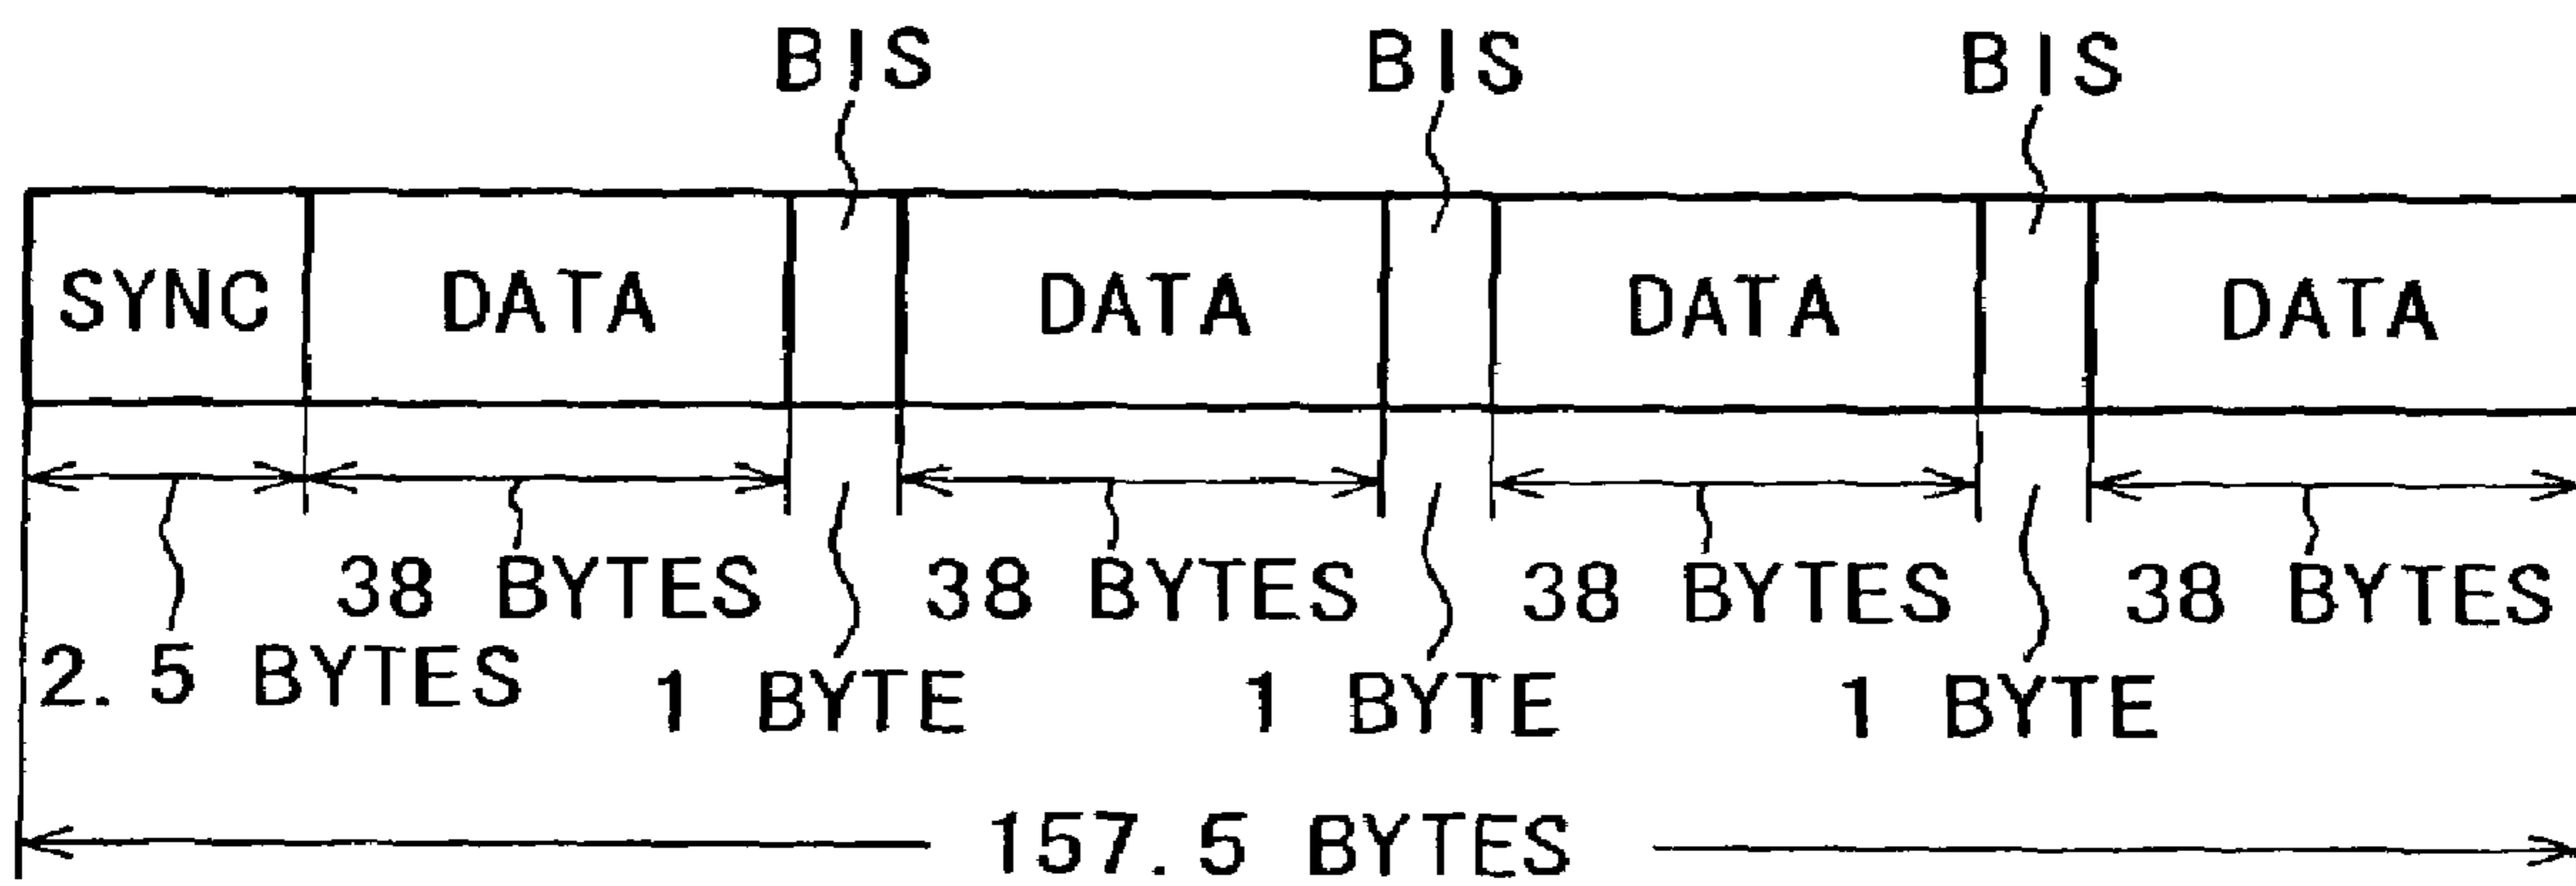 BIS BIS BIS
SYNC DATA DATA DATA DATA
38 BYTES 38 BYTES 38 BYTES 38 BYTES
2.5 BYTES 1 BYTE 1 BYTE 1 BYTE
157.5 BYTES